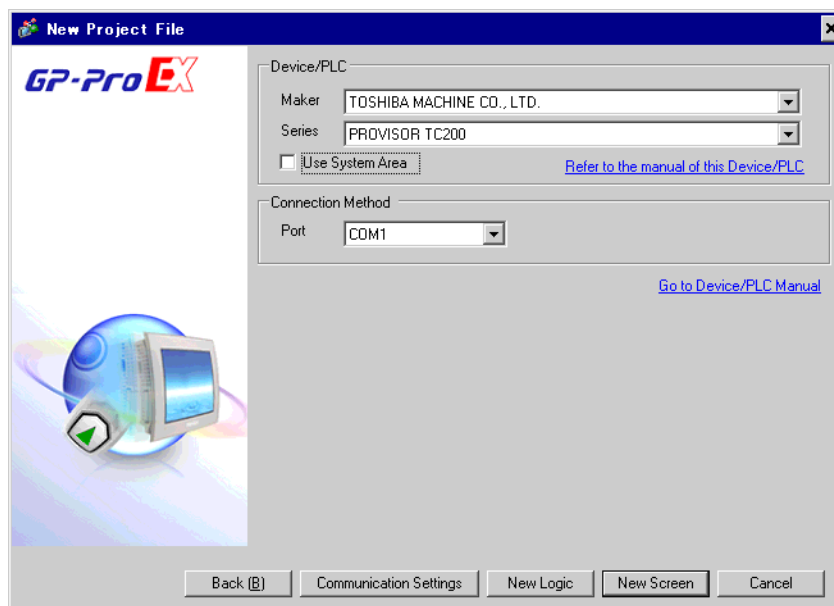 New Project File
GP-Pro EX
Device/PLC
Maker TOSHIBA MACHINE CO., LTD.
Series PROVISOR TC200
Use System Area Refer to the manual of this Device/PLC
Connection Method
Port COM1
Go to Device/PLC Manual
Back (B) Communication Settings New Logic New Screen Cancel